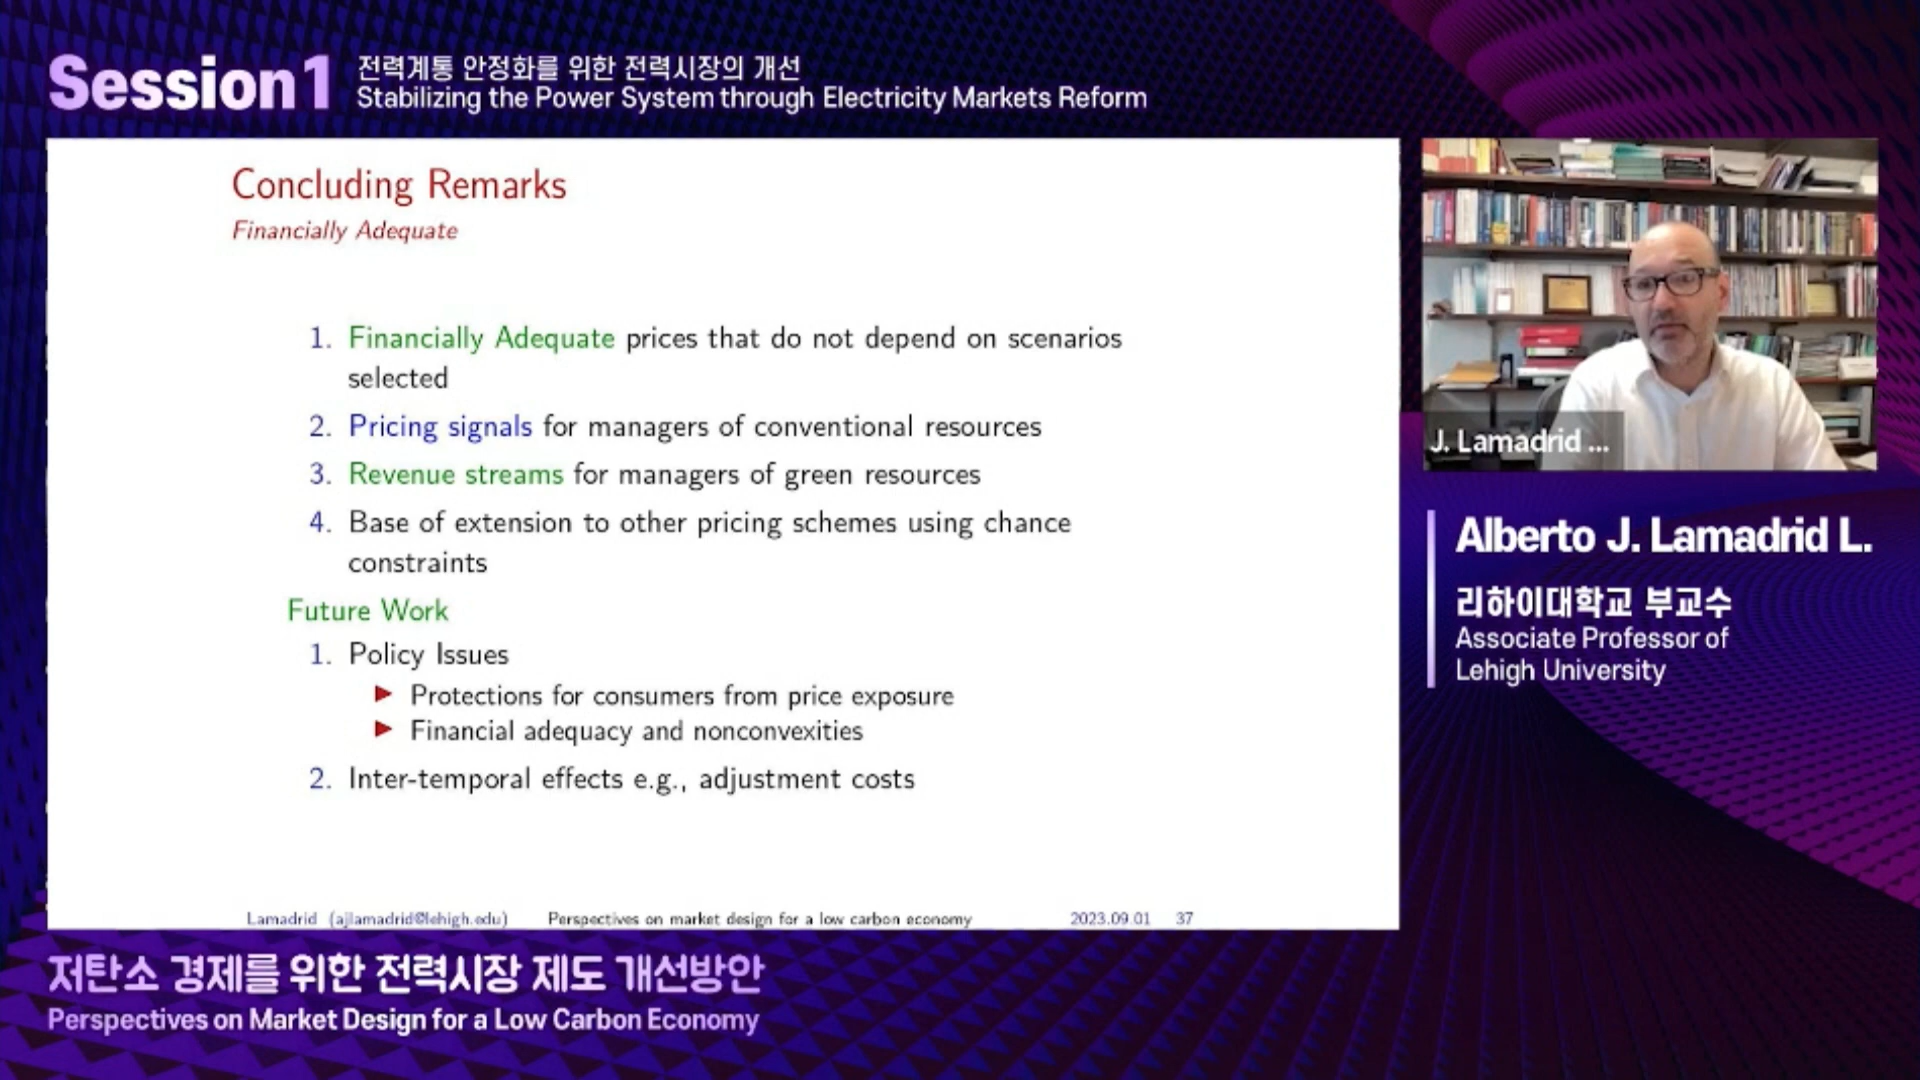 Session1
전력계통 안정화를 위한 전력시장의 개선
Stabilizing the Power System through Electricity Markets Reform
Concluding Remarks
Financially Adequate
1. Financially Adequate prices that do not depend on scenarios
selected
2. Pricing signals for managers of conventional resources
3. Revenue streams for managers of green resources
4. Base of extension to other pricing schemes using chance
constraints
Future Work
1. Policy Issues
▶ Protections for consumers from price exposure
▶ Financial adequacy and nonconvexities
2. Inter-temporal effects e.g., adjustment costs
Lamadrid (ajlamadrid@lehigh.edu) Perspectives on market design for a low carbon economy 2023.09.01 37
J. Lamadrid ...
Alberto J. Lamadrid L.
리하이대학교 부교수
Associate Professor of
Lehigh University
저탄소 경제를 위한 전력시장 제도 개선방안
Perspectives on Market Design for a Low Carbon Economy